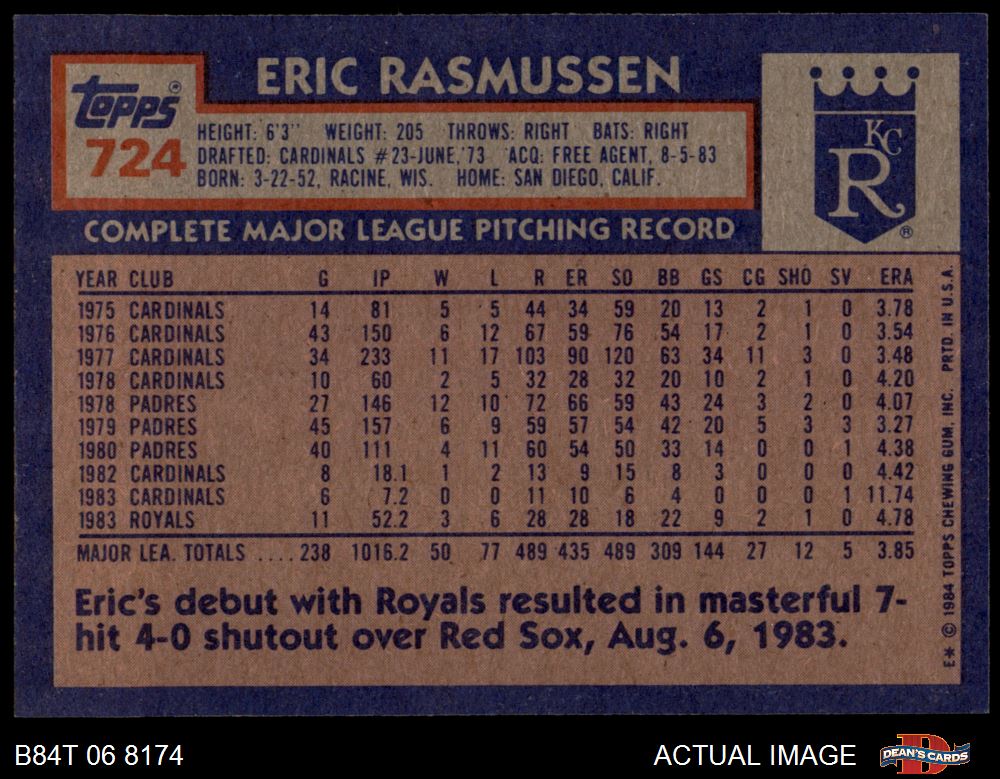 ERIC RASMUSSEN
topps®
724
HEIGHT: 6'3" WEIGHT: 205 THROWS: RIGHT BATS: RIGHT
DRAFTED: CARDINALS #23-JUNE,'73 ACQ: FREE AGENT, 8-5-83
BORN: 3-22-52, RACINE, WIS. HOME: SAN DIEGO, CALIF.
KC
R
®
COMPLETE MAJOR LEAGUE PITCHING RECORD
YEAR CLUB G IP W L R ER SO BB GS CG SHO SV ERA
1975 CARDINALS 14 81 5 5 44 34 59 20 13 2 1 0 3.78
1976 CARDINALS 43 150 6 12 67 59 76 54 17 2 1 0 3.54
1977 CARDINALS 34 233 11 17 103 90 120 63 34 11 3 0 3.48
1978 CARDINALS 10 60 2 5 32 28 32 20 10 2 1 0 4.20
1978 PADRES 27 146 12 10 72 66 59 43 24 3 2 0 4.07
1979 PADRES 45 157 6 9 59 57 54 42 20 5 3 3 3.27
1980 PADRES 40 111 4 11 60 54 50 33 14 0 0 1 4.38
1982 CARDINALS 8 18.1 1 2 13 9 15 8 3 0 0 0 4.42
1983 CARDINALS 6 7.2 0 0 11 10 6 4 0 0 0 1 11.74
1983 ROYALS 11 52.2 3 6 28 28 18 22 9 2 1 0 4.78
MAJOR LEA. TOTALS .... 238 1016.2 50 77 489 435 489 309 144 27 12 5 3.85
Eric's debut with Royals resulted in masterful 7-
hit 4-0 shutout over Red Sox, Aug. 6, 1983.
E* © 1984 TOPPS CHEWING GUM, INC. PRTD. IN U.S.A.
B84T 06 8174
ACTUAL IMAGE
D
DEAN'S CARDS